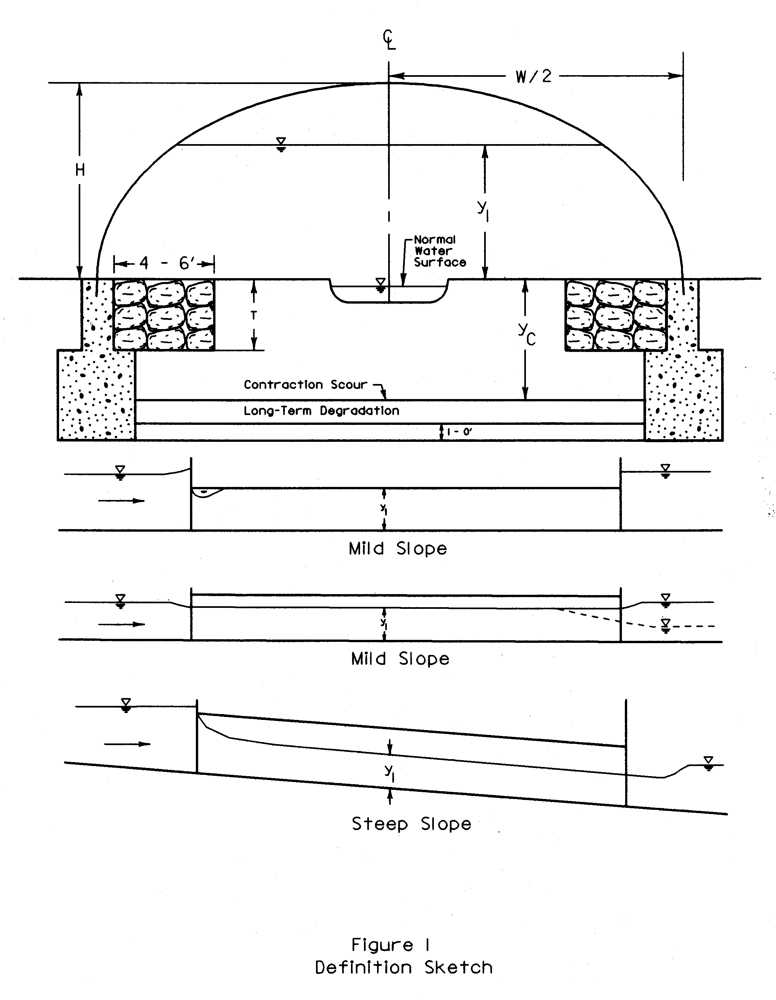 ℄
W/2
H
y1
Normal
Water
Surface
4 - 6'
T
yC
Contraction Scour
Long-Term Degradation
1 - 0'
y1
Mild Slope
y1
Mild Slope
y1
Steep Slope
Figure 1
Definition Sketch